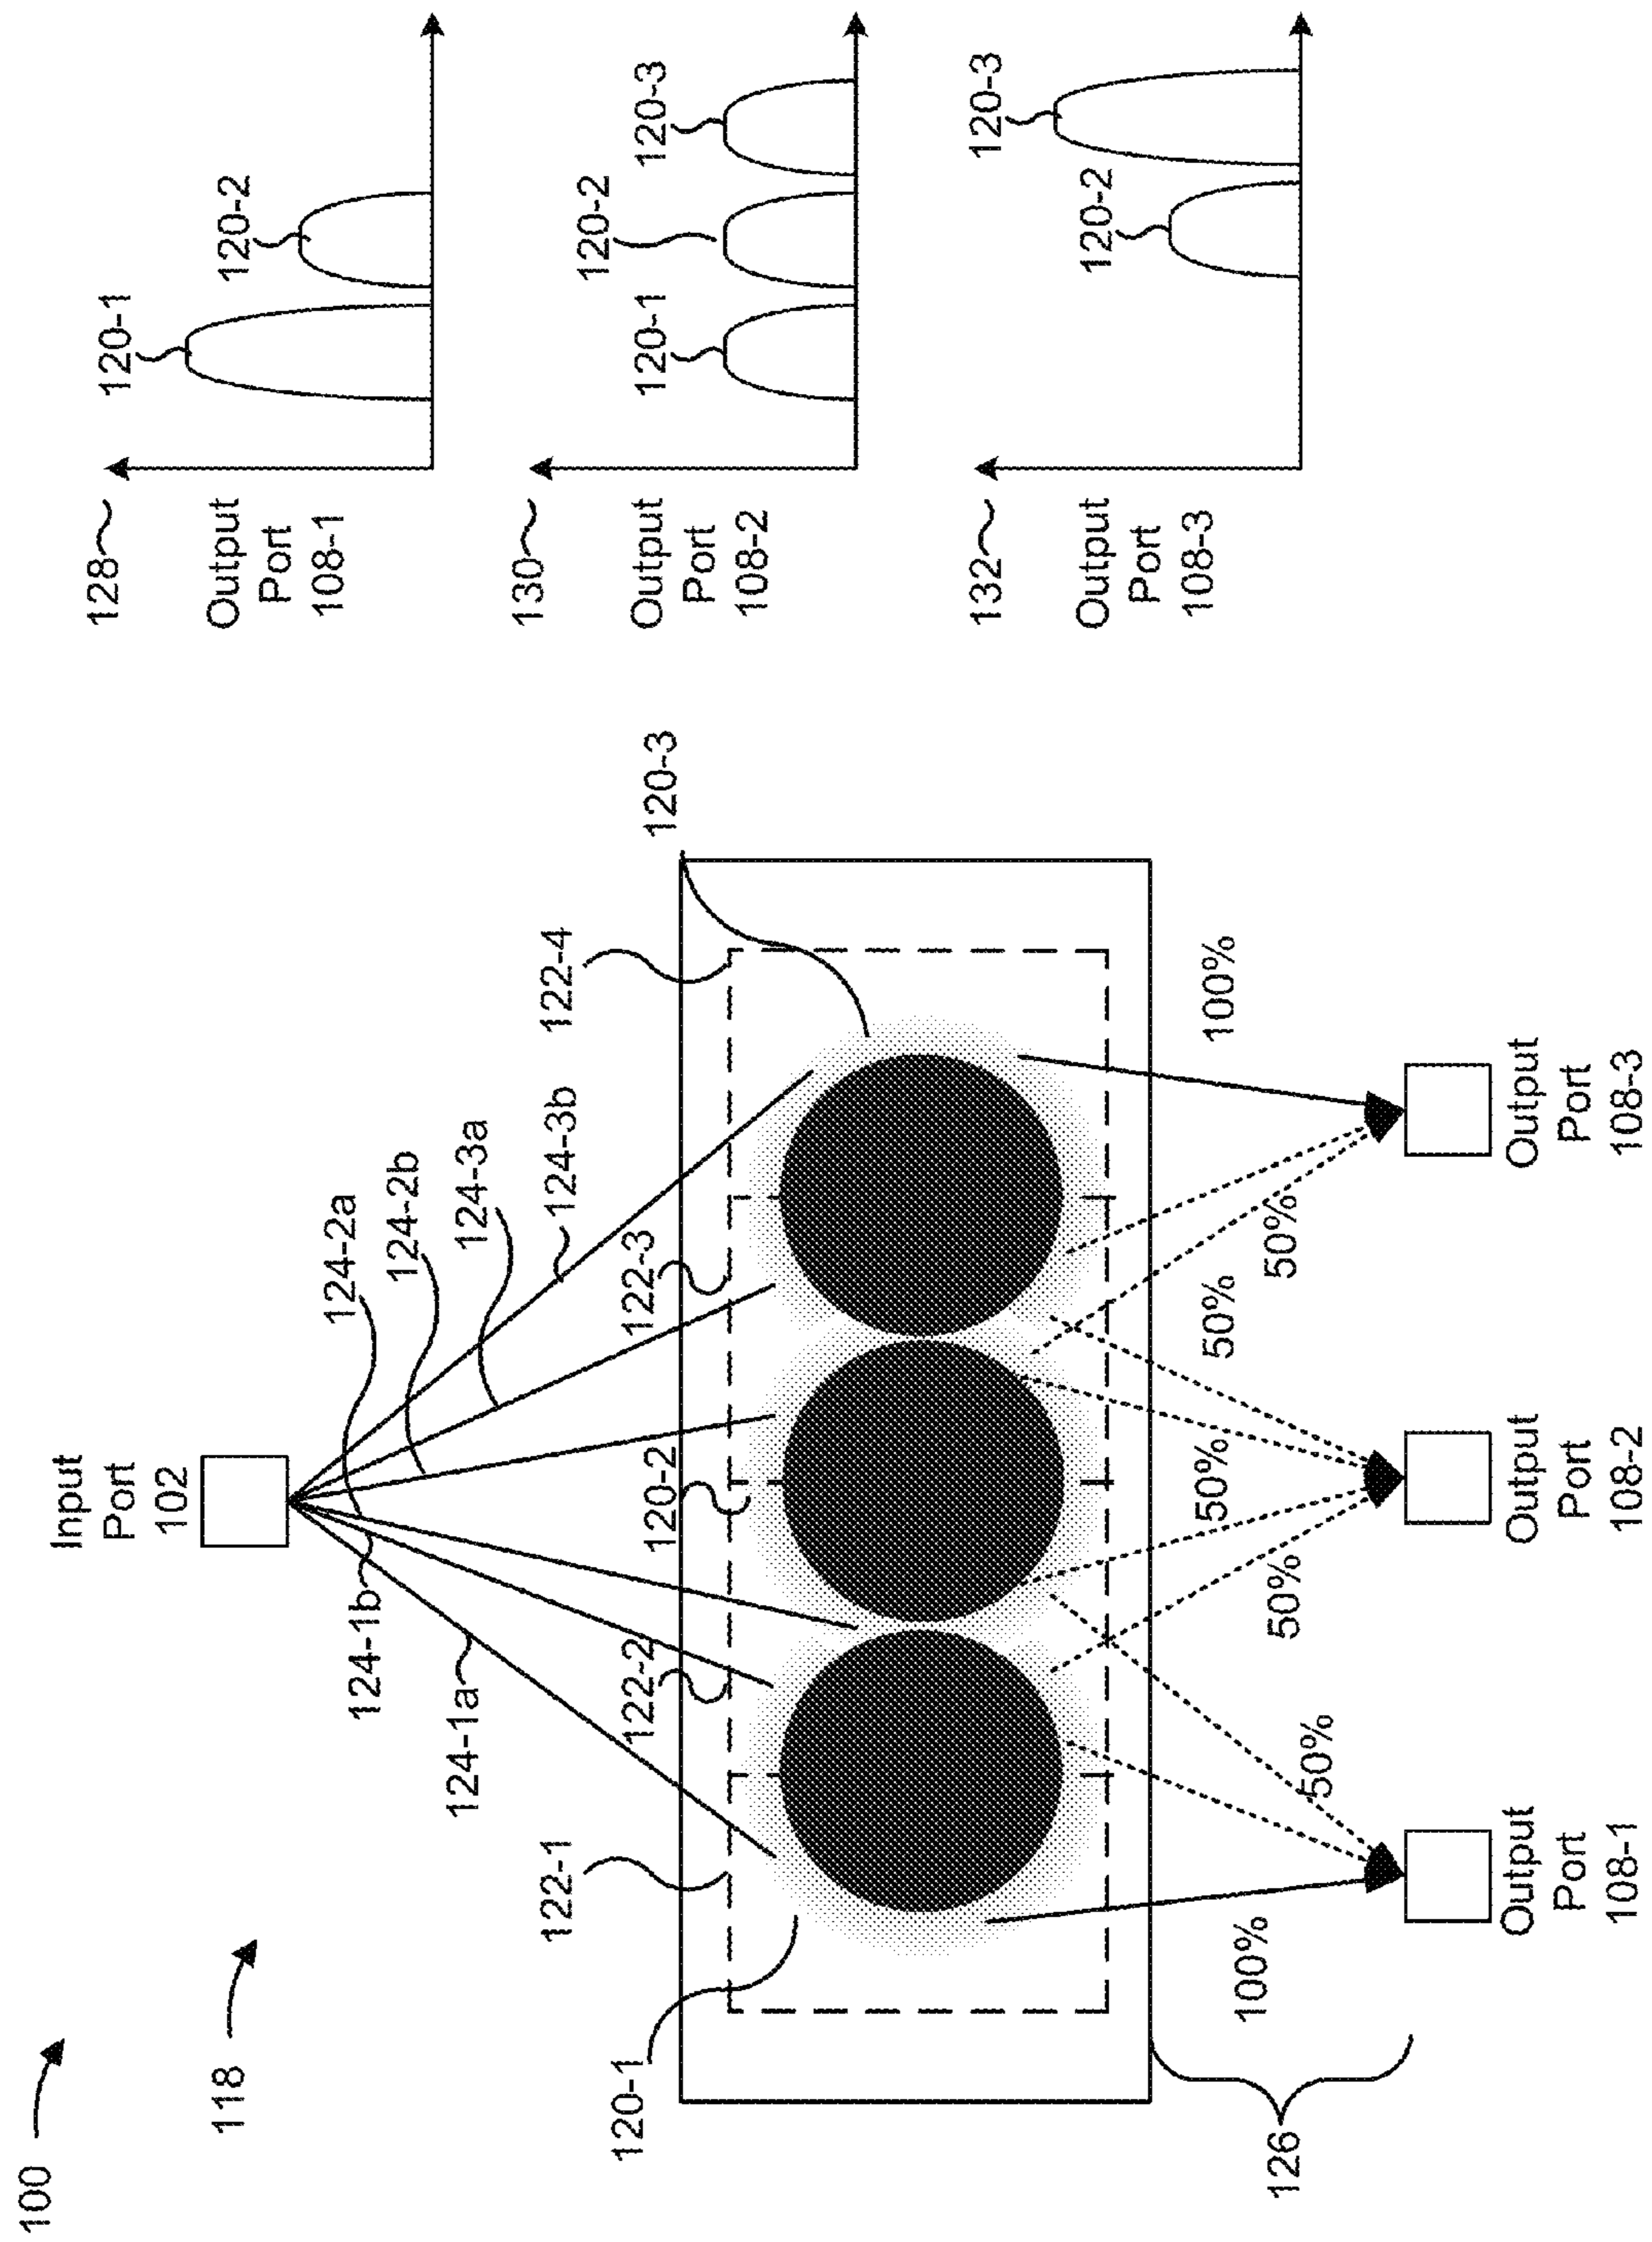 100
118
Input
Port
102
124-2a
124-2b
124-3a
124-3b
124-1b
124-1a
122-1
122-2
120-2
122-3
122-4
120-3
120-1
126
100%
50%
50%
50%
50%
50%
100%
Output
Port
108-1
Output
Port
108-2
Output
Port
108-3
128
Output
Port
108-1
120-1
120-2
130
Output
Port
108-2
120-1
120-2
120-3
132
Output
Port
108-3
120-2
120-3